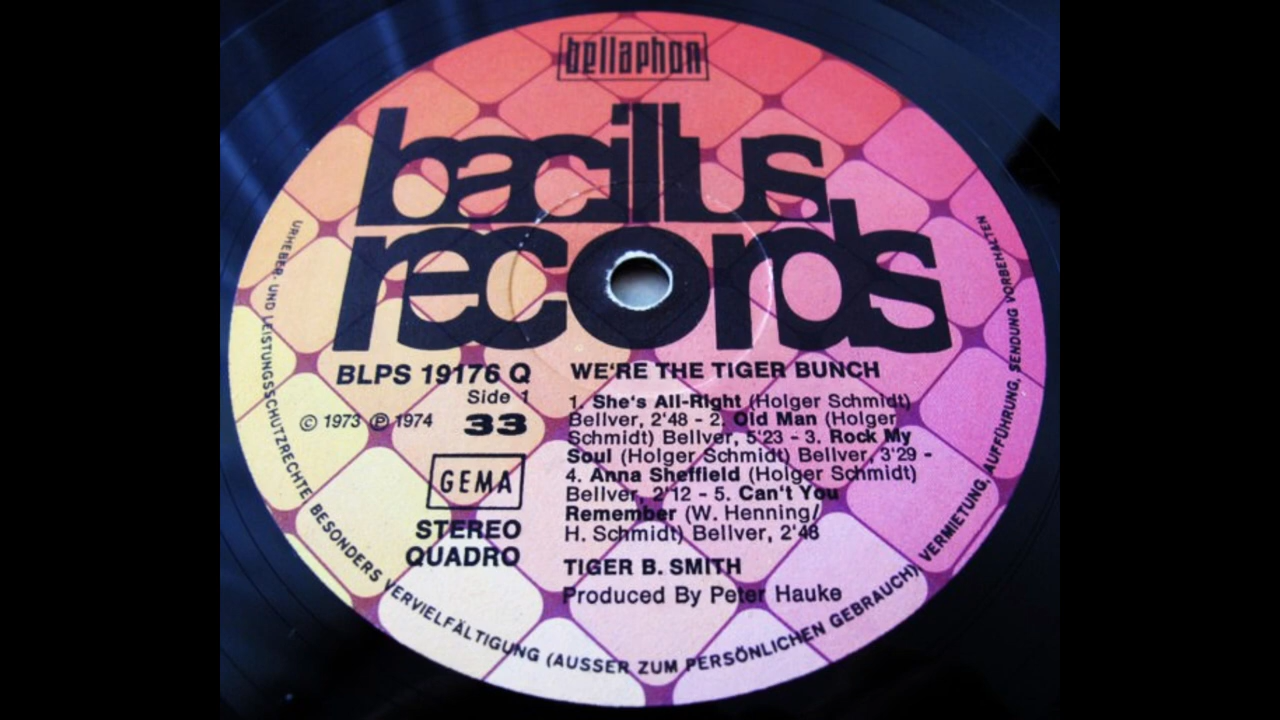 bellaphon
bacillus
records
BLPS 19176 Q
Side 1
© 1973 ℗ 1974
33
GEMA
STEREO
QUADRO
WE'RE THE TIGER BUNCH
1. She's All-Right (Holger Schmidt)
Bellver, 2'48 - 2. Old Man (Holger
Schmidt) Bellver, 5'23 - 3. Rock My
Soul (Holger Schmidt) Bellver, 3'29 -
4. Anna Sheffield (Holger Schmidt)
Bellver, 2'12 - 5. Can't You
Remember (W. Henning/
H. Schmidt) Bellver, 2'48
TIGER B. SMITH
Produced By Peter Hauke
URHEBER- UND LEISTUNGSSCHUTZRECHTE BESONDERS VERVIELFÄLTIGUNG (AUSSER ZUM PERSÖNLICHEN GEBRAUCH) VERMIETUNG, AUFFÜHRUNG, SENDUNG VORBEHALTEN